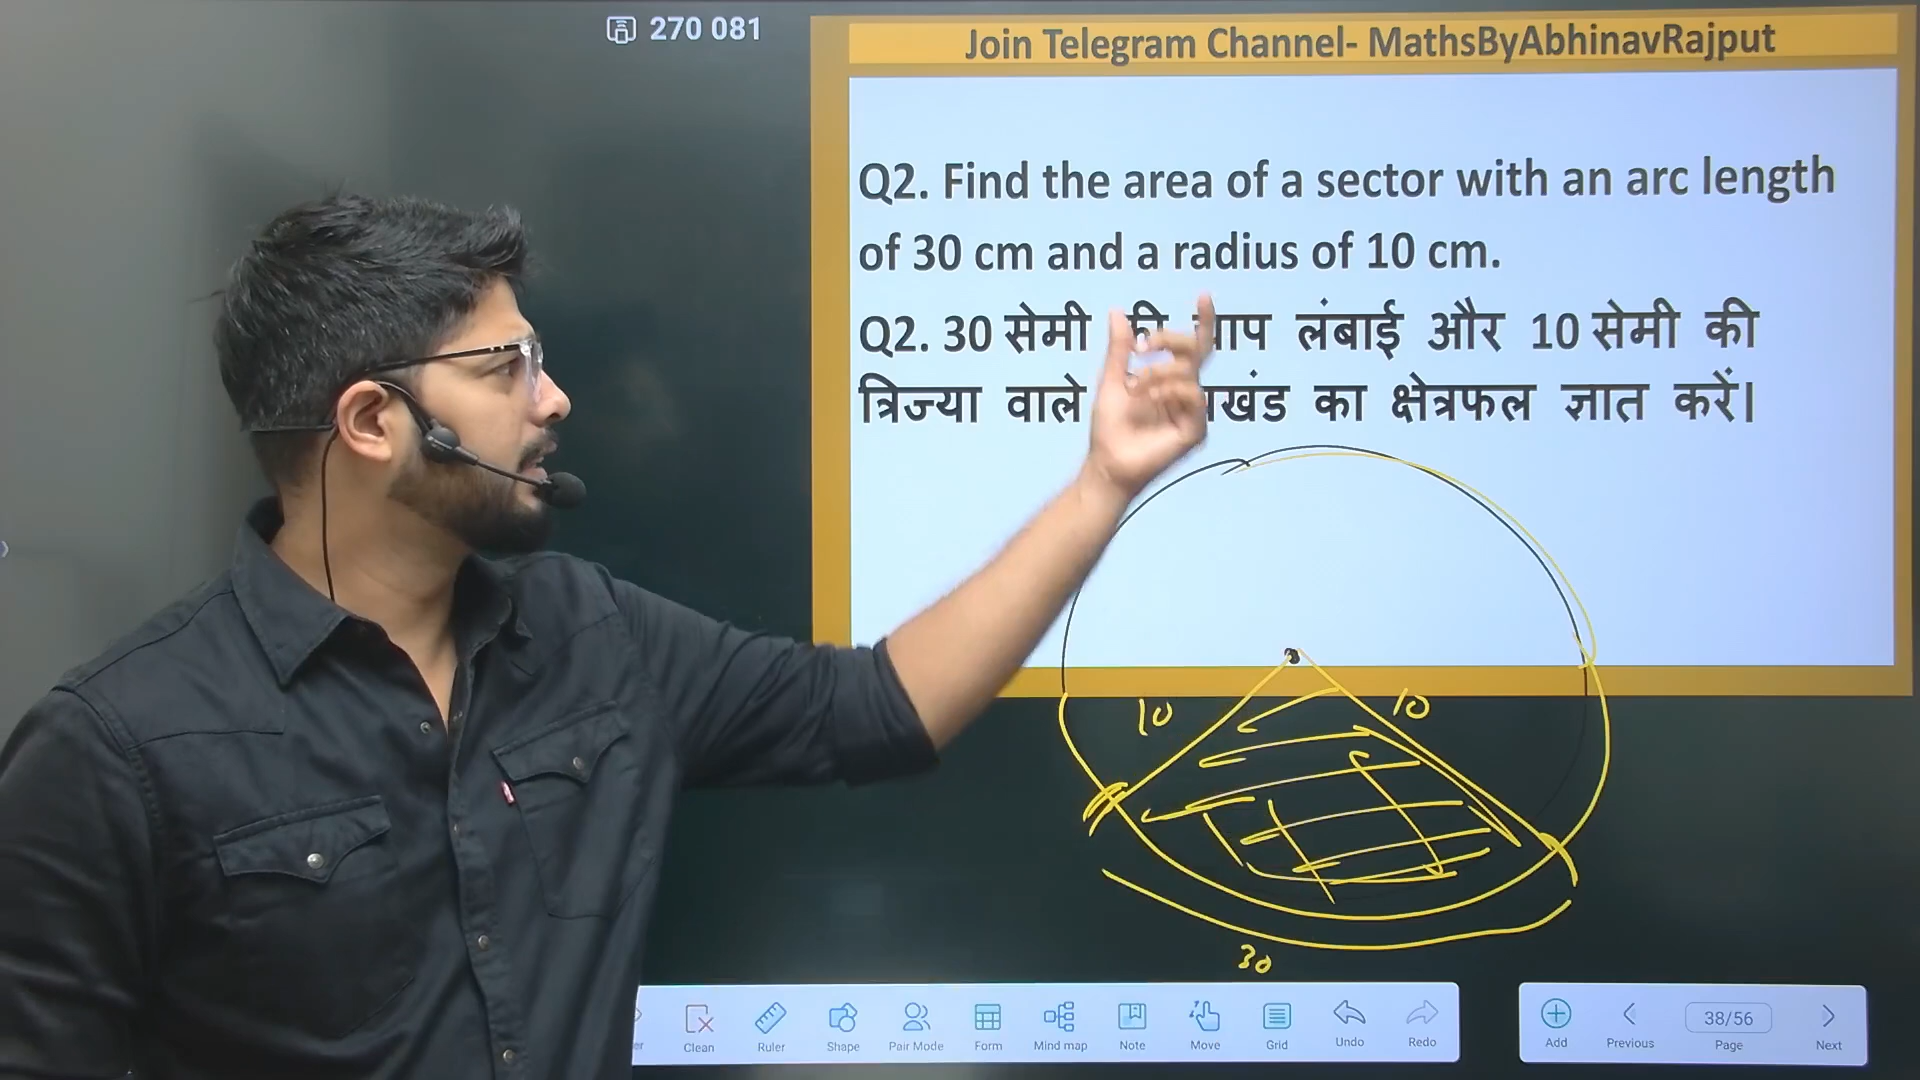 270 081
Join Telegram Channel- MathsByAbhinavRajput
Q2. Find the area of a sector with an arc length
of 30 cm and a radius of 10 cm.
Q2. 30 सेमी की लंबाई और 10 सेमी की
त्रिज्या वाले का क्षेत्रफल ज्ञात करें।
10
10
30
Clean
Ruler
Shape
Pair Mode
Form
Mind map
Note
Move
Grid
Undo
Redo
Add
Previous
38/56
Page
Next